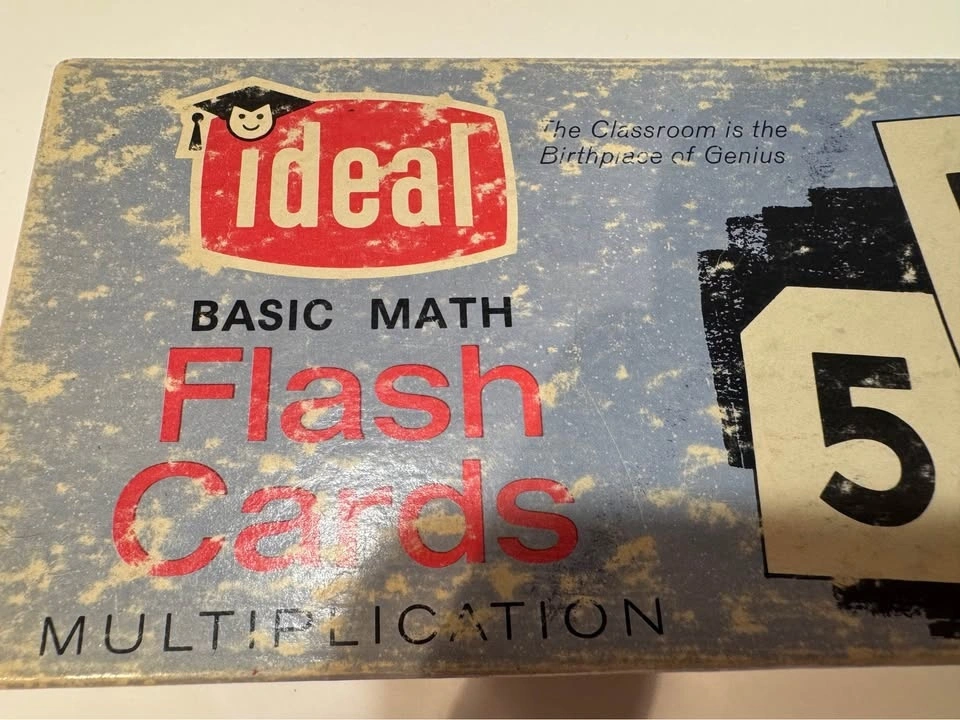 ideal
The Classroom is the
Birthplace of Genius
BASIC MATH
Flash
Cards
MULTIPLICATION
5